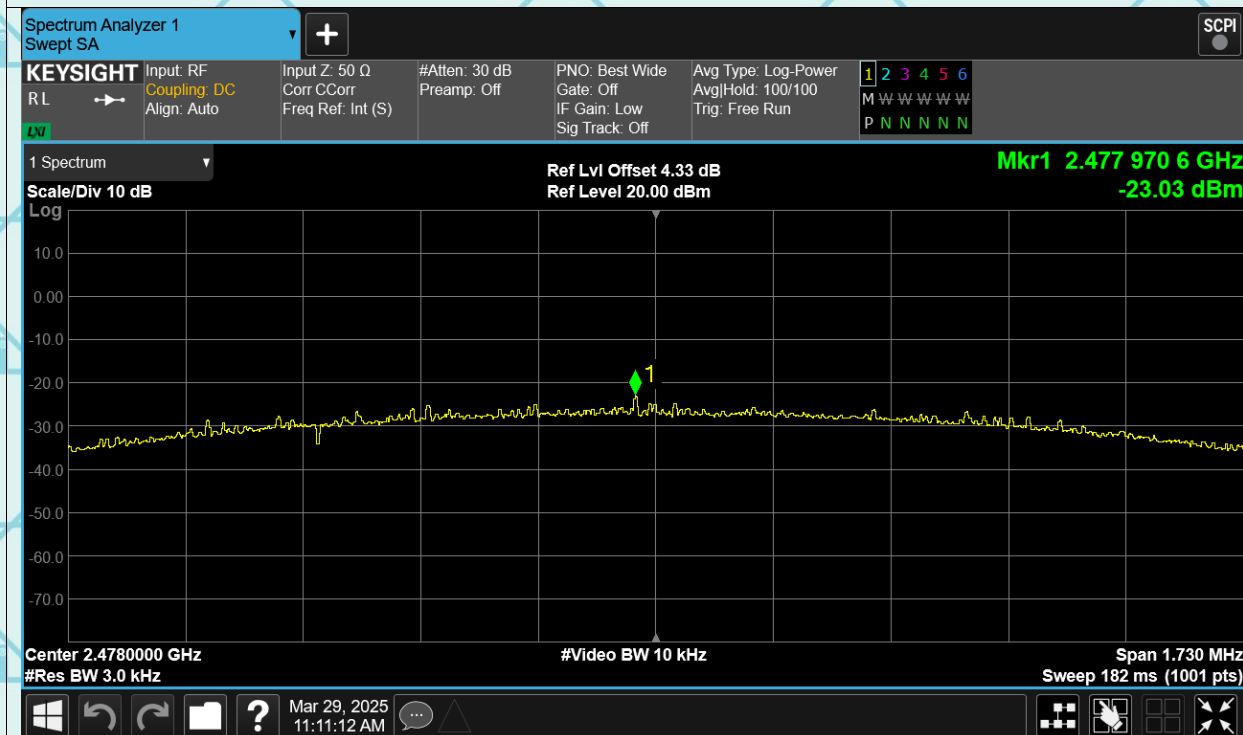 Spectrum Analyzer 1
Swept SA
+
SCPI
KEYSIGHT
R L
LXI
Input: RF
Coupling: DC
Align: Auto
Input Z: 50 Ω
Corr CCorr
Freq Ref: Int (S)
#Atten: 30 dB
Preamp: Off
PNO: Best Wide
Gate: Off
IF Gain: Low
Sig Track: Off
Avg Type: Log-Power
Avg|Hold: 100/100
Trig: Free Run
1 2 3 4 5 6
M W W W W W
P N N N N N
1 Spectrum
Scale/Div 10 dB
Ref Lvl Offset 4.33 dB
Ref Level 20.00 dBm
Mkr1 2.477 970 6 GHz
-23.03 dBm
Log
10.0
0.00
-10.0
-20.0
-30.0
-40.0
-50.0
-60.0
-70.0
1
Center 2.4780000 GHz
#Video BW 10 kHz
Span 1.730 MHz
#Res BW 3.0 kHz
Sweep 182 ms (1001 pts)
?
Mar 29, 2025
11:11:12 AM